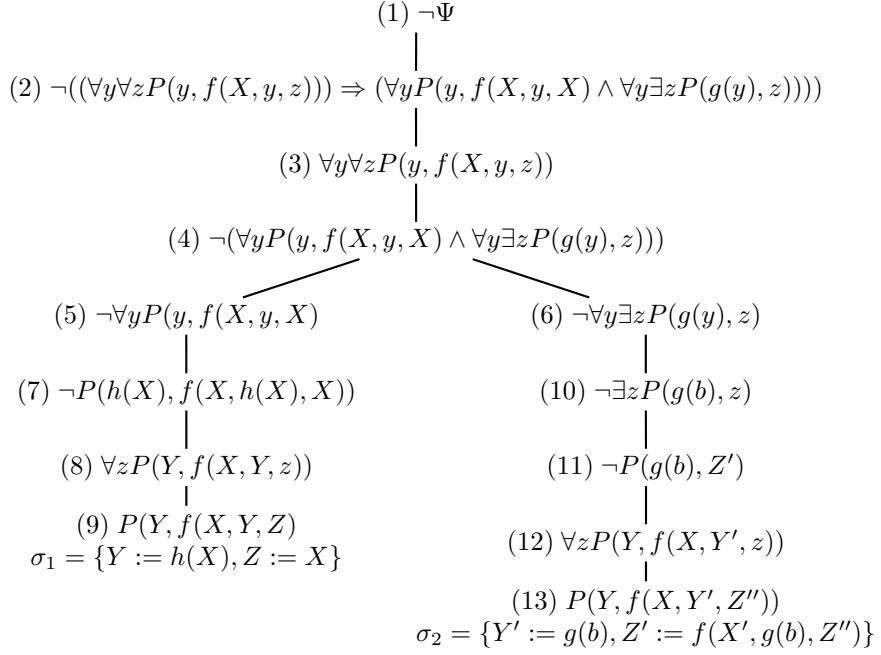 (1) ¬Ψ
(2) ¬((∀y∀zP(y, f(X, y, z))) ⇒ (∀yP(y, f(X, y, X) ∧ ∀y∃zP(g(y), z))))
(3) ∀y∀zP(y, f(X, y, z))
(4) ¬(∀yP(y, f(X, y, X) ∧ ∀y∃zP(g(y), z)))
(5) ¬∀yP(y, f(X, y, X)
(6) ¬∀y∃zP(g(y), z)
(7) ¬P(h(X), f(X, h(X), X))
(10) ¬∃zP(g(b), z)
(8) ∀zP(Y, f(X, Y, z))
(11) ¬P(g(b), Z′)
(9) P(Y, f(X, Y, Z)
σ₁ = {Y := h(X), Z := X}
(12) ∀zP(Y, f(X, Y′, z))
(13) P(Y, f(X, Y′, Z′′))
σ₂ = {Y′ := g(b), Z′ := f(X′, g(b), Z′′)}